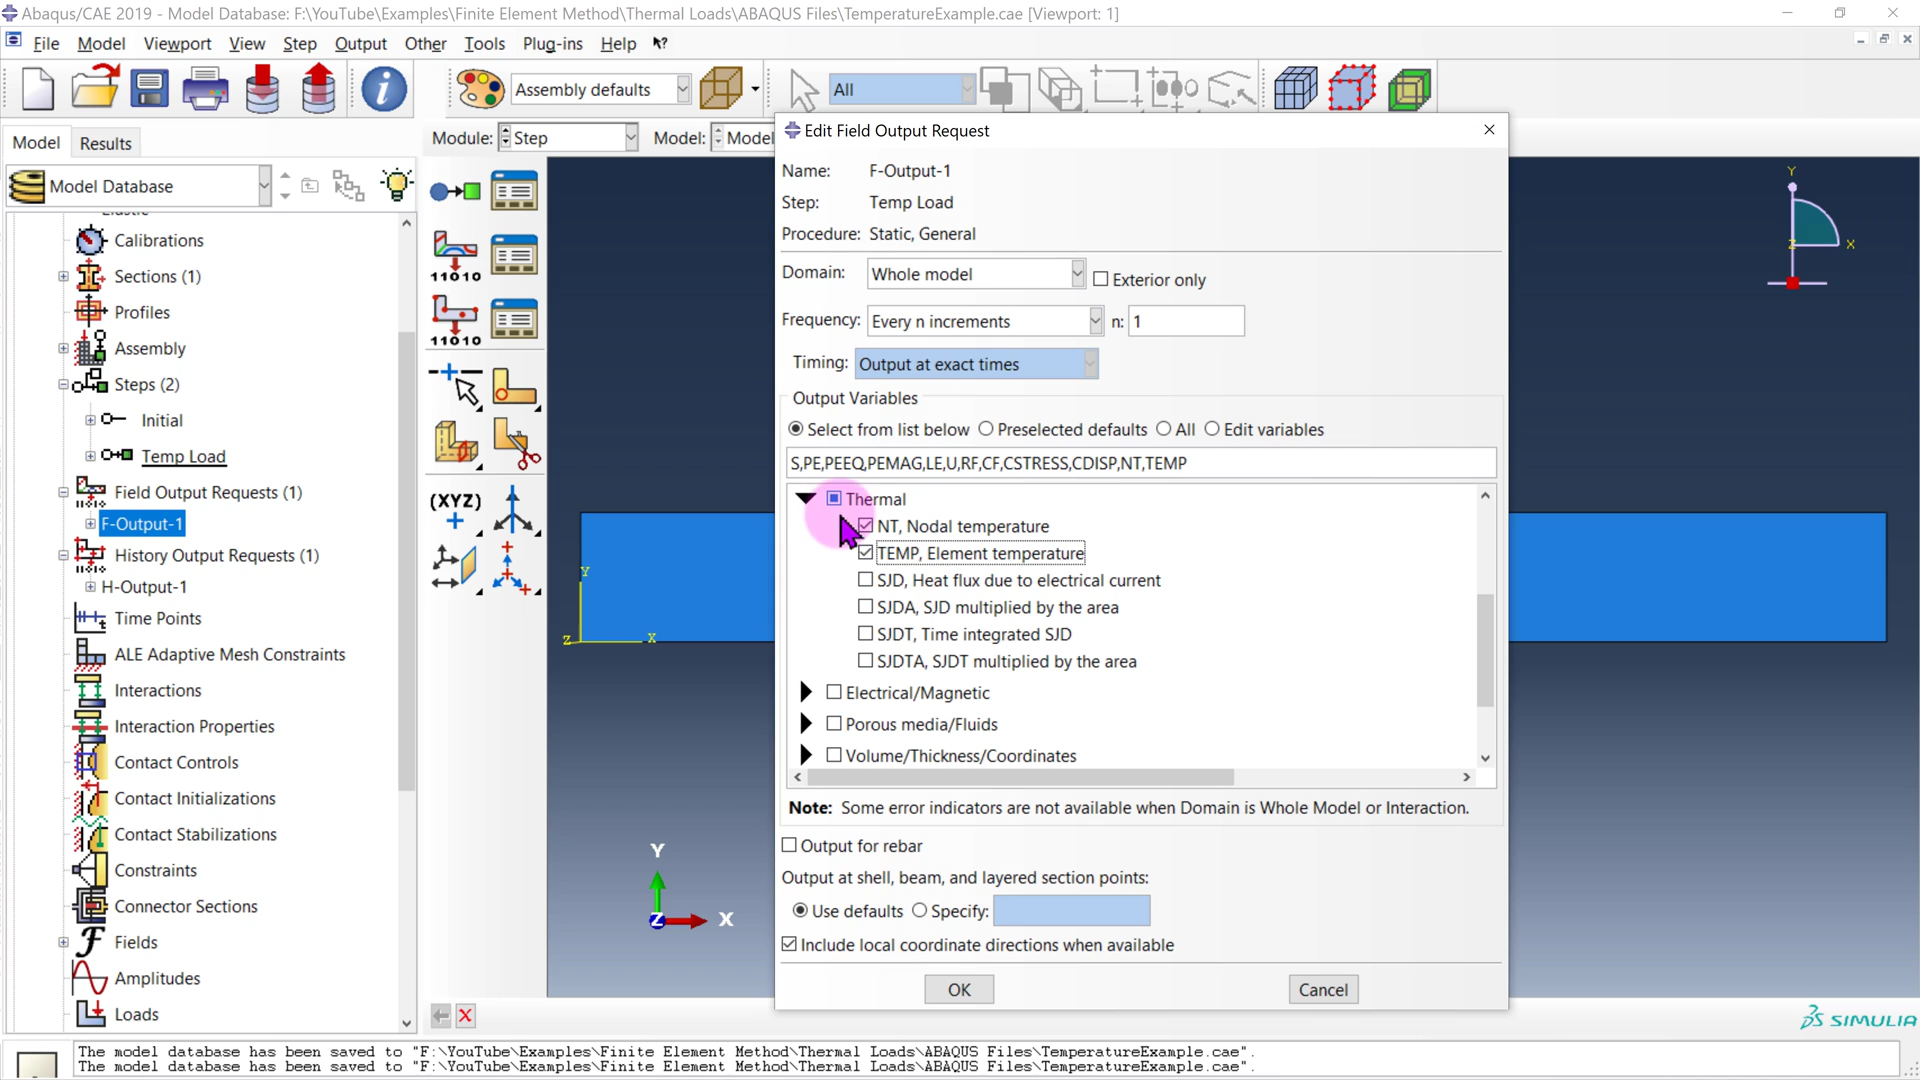 Abaqus/CAE 2019 - Model Database: F:\YouTube\Examples\Finite Element Method\Thermal Loads\ABAQUS Files\TemperatureExample.cae [Viewport: 1]
File Model Viewport View Step Output Other Tools Plug-ins Help
Assembly defaults All
Model Results
Module: Step Model: Model
Model Database
Elastic
Calibrations
Sections (1)
Profiles
Assembly
Steps (2)
Initial
Temp Load
Field Output Requests (1)
F-Output-1
History Output Requests (1)
H-Output-1
Time Points
ALE Adaptive Mesh Constraints
Interactions
Interaction Properties
Contact Controls
Contact Initializations
Contact Stabilizations
Constraints
Connector Sections
Fields
Amplitudes
Loads
11010
11010
(XYZ)
Edit Field Output Request
Name: F-Output-1
Step: Temp Load
Procedure: Static, General
Domain: Whole model Exterior only
Frequency: Every n increments n: 1
Timing: Output at exact times
Output Variables
Select from list below Preselected defaults All Edit variables
S,PE,PEEQ,PEMAG,LE,U,RF,CF,CSTRESS,CDISP,NT,TEMP
Thermal
NT, Nodal temperature
TEMP, Element temperature
SJD, Heat flux due to electrical current
SJDA, SJD multiplied by the area
SJDT, Time integrated SJD
SJDTA, SJDT multiplied by the area
Electrical/Magnetic
Porous media/Fluids
Volume/Thickness/Coordinates
Note: Some error indicators are not available when Domain is Whole Model or Interaction.
Output for rebar
Output at shell, beam, and layered section points:
Use defaults Specify:
Include local coordinate directions when available
OK Cancel
Y
X
Z
Y
Z X
Y
Z X
SIMULIA
The model database has been saved to "F:\YouTube\Examples\Finite Element Method\Thermal Loads\ABAQUS Files\TemperatureExample.cae".
The model database has been saved to "F:\YouTube\Examples\Finite Element Method\Thermal Loads\ABAQUS Files\TemperatureExample.cae".